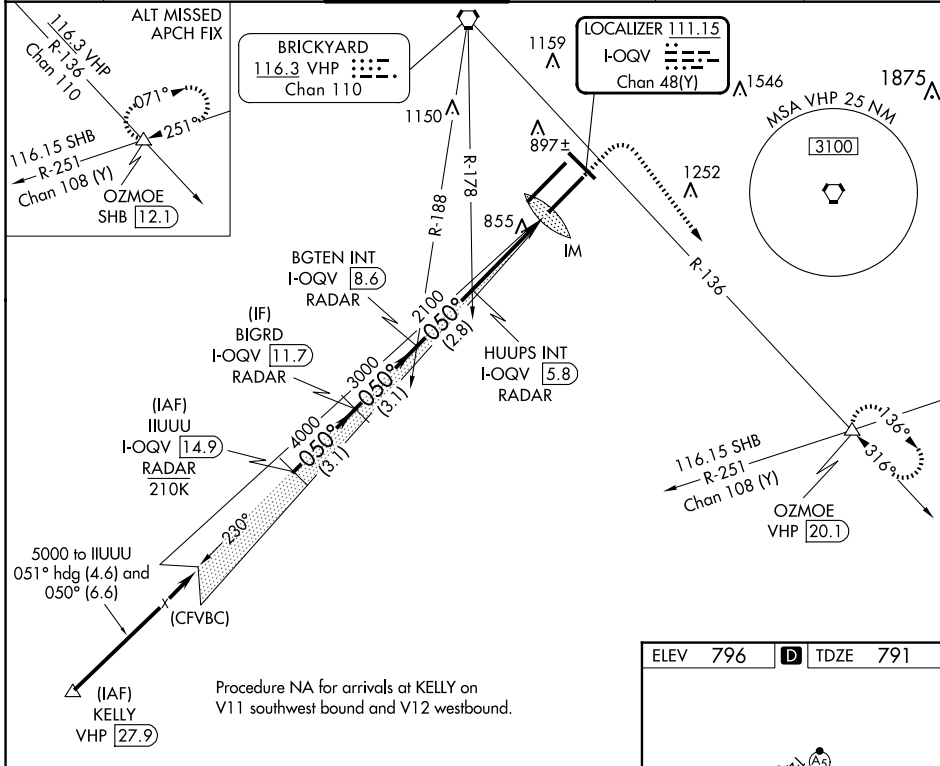 ALT MISSED
APCH FIX
116.3 VHP
R-136
Chan 110
071°
251°
116.15 SHB
R-251
Chan 108 (Y)
OZMOE
SHB 12.1
BRICKYARD
116.3 VHP
Chan 110
LOCALIZER 111.15
I-OQV
Chan 48(Y)
1159
1546
1875
1150
897±
1252
855
MSA VHP 25 NM
3100
R-188
R-178
R-136
IM
BGTEN INT
I-OQV 8.6
RADAR
(IF)
BIGRD
I-OQV 11.7
RADAR
(IAF)
IIUUU
I-OQV 14.9
RADAR
210K
HUUPS INT
I-OQV 5.8
RADAR
2100
050°
(2.8)
3000
050°
(3.1)
4000
050°
(3.1)
230°
136°
316°
116.15 SHB
R-251
Chan 108 (Y)
OZMOE
VHP 20.1
5000 to IIUUU
051° hdg (4.6) and
050° (6.6)
(CFVBC)
(IAF)
KELLY
VHP 27.9
Procedure NA for arrivals at KELLY on
V11 southwest bound and V12 westbound.
ELEV 796 D TDZE 791
A5